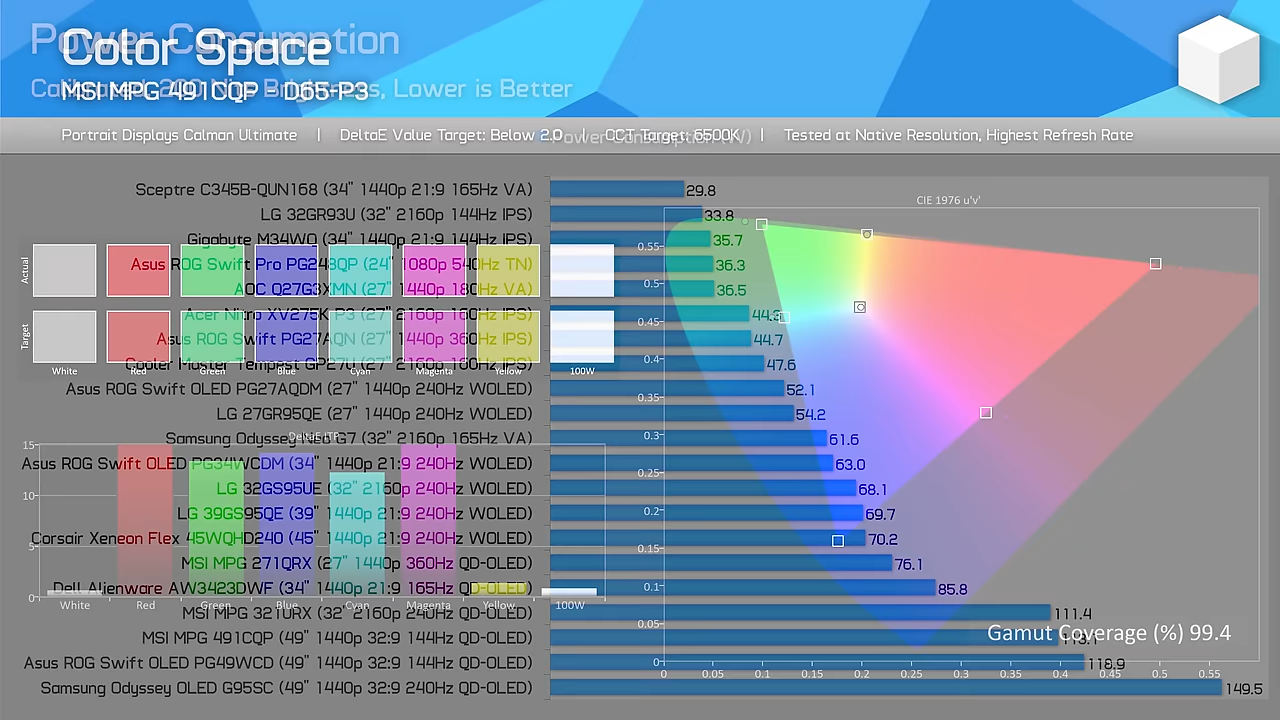 Power Consumption
Color Space
Calibrated 200 Nits Brightness, Lower is Better
MSI MPG 491CQP - D65-P3
Portrait Displays Calman Ultimate | DeltaE Value Target: Below 2.0 | CCT Target: 6500K | Tested at Native Resolution, Highest Refresh Rate
Power Consumption (W)
Sceptre C345B-QUN168 (34" 1440p 21:9 165Hz VA) 29.8
LG 32GR93U (32" 2160p 144Hz IPS) 33.8
Gigabyte M34WQ (34" 1440p 21:9 144Hz IPS) 35.7
Asus ROG Swift Pro PG248QP (24" 1080p 540Hz TN) 36.3
AOC Q27G3XMN (27" 1440p 180Hz VA) 36.5
Acer Nitro XV275K P3 (27" 2160p 160Hz IPS) 44.3
Asus ROG Swift PG27AQN (27" 1440p 360Hz IPS) 44.7
Cooler Master Tempest GP27U (27" 2160p 160Hz IPS) 47.6
Asus ROG Swift OLED PG27AQDM (27" 1440p 240Hz WOLED) 52.1
LG 27GR95QE (27" 1440p 240Hz WOLED) 54.2
Samsung Odyssey Neo G7 (32" 2160p 165Hz VA) 61.6
Asus ROG Swift OLED PG34WCDM (34" 1440p 21:9 240Hz WOLED) 63.0
LG 32GS95UE (32" 2160p 240Hz WOLED) 68.1
LG 39GS95QE (39" 1440p 21:9 240Hz WOLED) 69.7
Corsair Xeneon Flex 45WQHD240 (45" 1440p 21:9 240Hz WOLED) 70.2
MSI MPG 271QRX (27" 1440p 360Hz QD-OLED) 76.1
Dell Alienware AW3423DWF (34" 1440p 21:9 165Hz QD-OLED) 85.8
MSI MPG 321URX (32" 2160p 240Hz QD-OLED) 111.4
MSI MPG 491CQP (49" 1440p 32:9 144Hz QD-OLED)
Asus ROG Swift OLED PG49WCD (49" 1440p 32:9 144Hz QD-OLED) 118.9
Samsung Odyssey OLED G95SC (49" 1440p 32:9 240Hz QD-OLED) 149.5
Actual
Target
White Red Green Blue Cyan Magenta Yellow 100W
DeltaE ITP
15
10
5
0
White Red Green Blue Cyan Magenta Yellow 100W
CIE 1976 u'v'
0.55
0.5
0.45
0.4
0.35
0.3
0.25
0.2
0.15
0.1
0.05
0
Gamut Coverage (%) 99.4
0 0.05 0.1 0.15 0.2 0.25 0.3 0.35 0.4 0.45 0.5 0.55